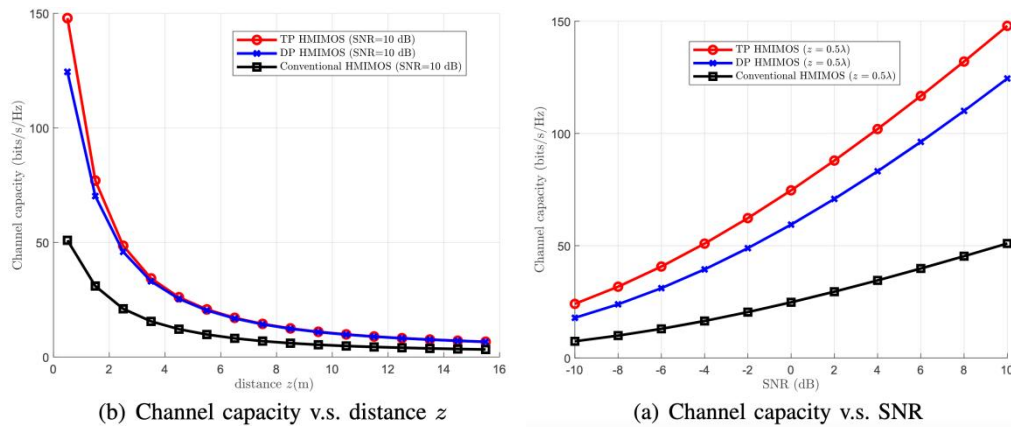 150
100
50
0
Channel capacity (bits/s/Hz)
TP HMIMOS (SNR=10 dB)
DP HMIMOS (SNR=10 dB)
Conventional HMIMOS (SNR=10 dB)
0 2 4 6 8 10 12 14 16
distance z(m)
(b) Channel capacity v.s. distance z
150
100
50
0
Channel capacity (bits/s/Hz)
TP HMIMOS (z = 0.5λ)
DP HMIMOS (z = 0.5λ)
Conventional HMIMOS (z = 0.5λ)
-10 -8 -6 -4 -2 0 2 4 6 8 10
SNR (dB)
(a) Channel capacity v.s. SNR